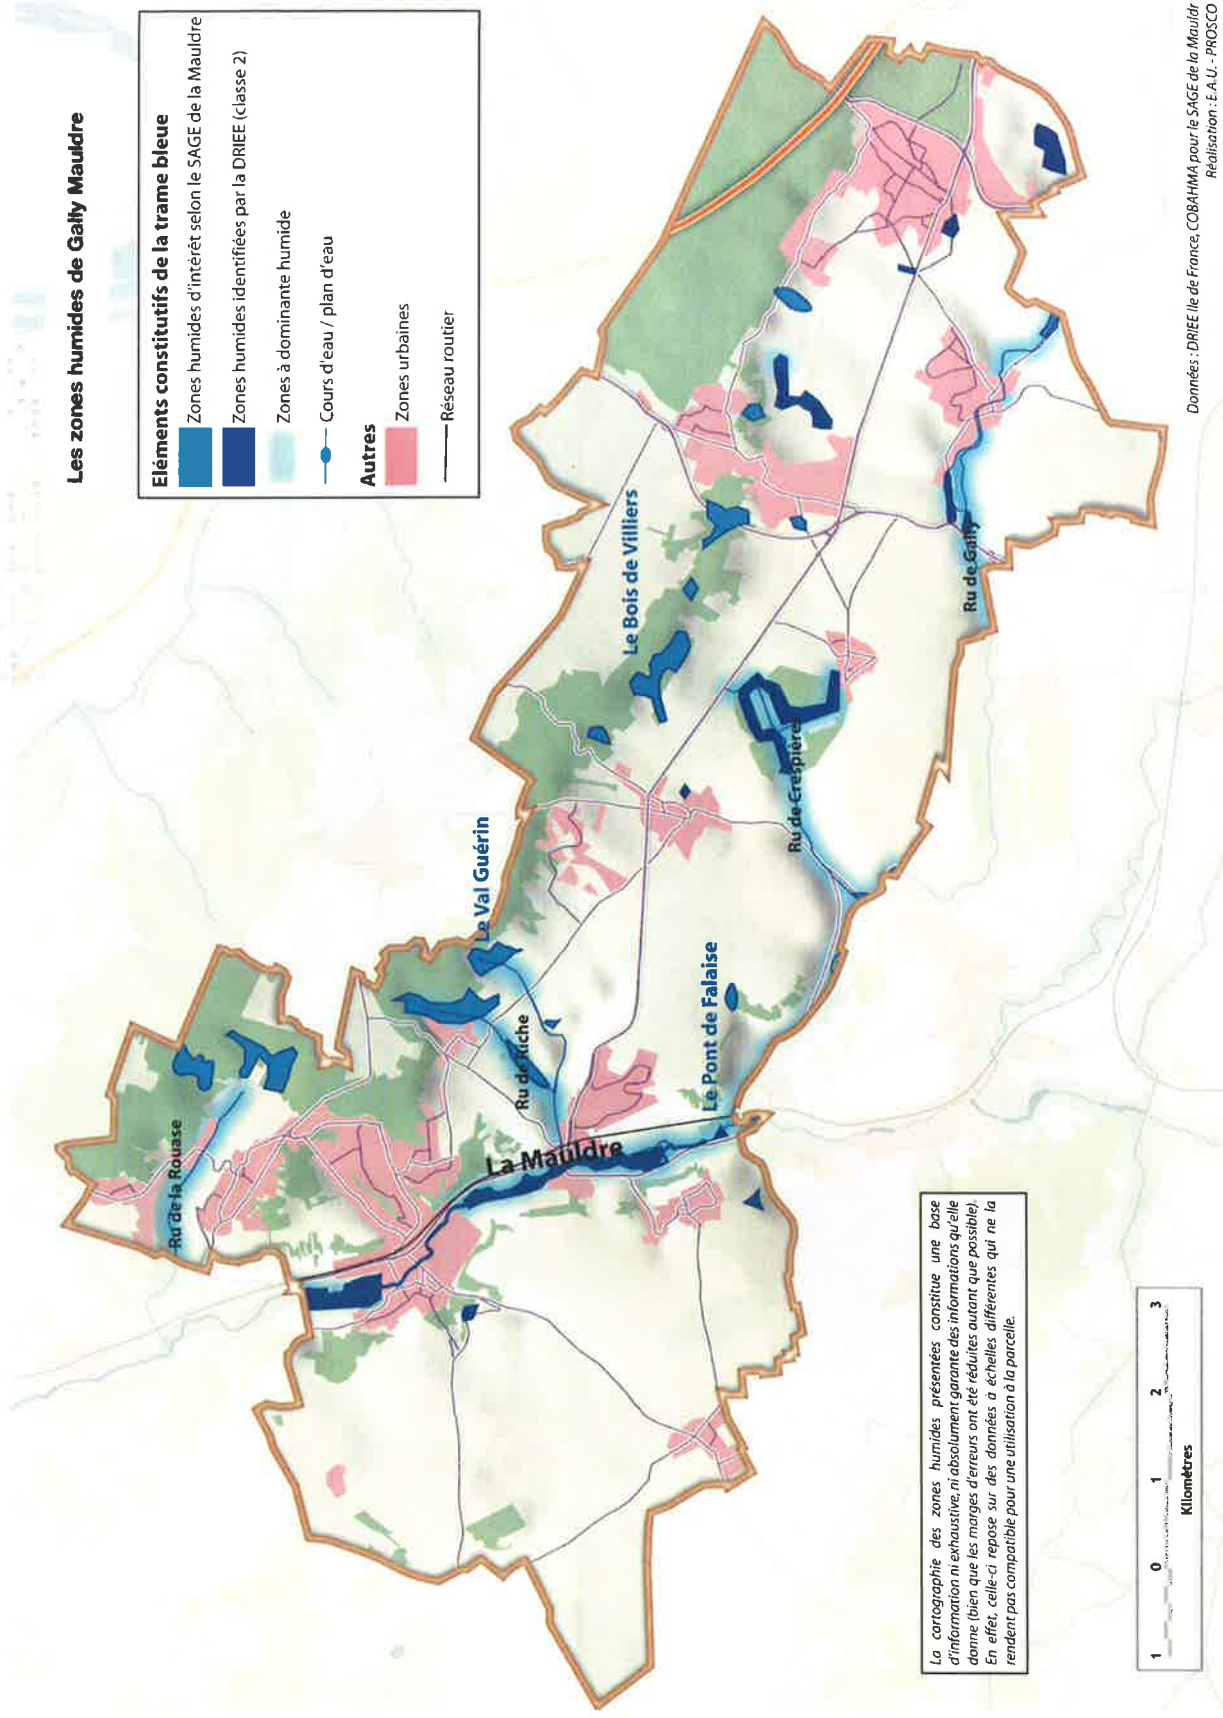 Les zones humides de Gally Mauldre
Eléments constitutifs de la trame bleue
Zones humides d'intérêt selon le SAGE de la Mauldre
Zones humides identifiées par la DRIEE (classe 2)
Zones à dominante humide
Cours d'eau / plan d'eau
Autres
Zones urbaines
Réseau routier
Ru de la Rouase
Le Val Guérin
Le Bois de Villiers
Ru de Riche
La Mauldre
Le Pont de Falaise
Ru de Crespières
Ru de Gally
La cartographie des zones humides présentées constitue une base
d'information ni exhaustive, ni absolument garante des informations qu'elle
donne (bien que les marges d'erreurs ont été réduites autant que possible).
En effet, celle-ci repose sur des données à échelles différentes qui ne la
rendent pas compatible pour une utilisation à la parcelle.
1 0 1 2 3
Kilomètres
Données : DRIEE Ile de France, COBAHMA pour le SAGE de la Mauldr
Réalisation : E.A.U. - PROSCO